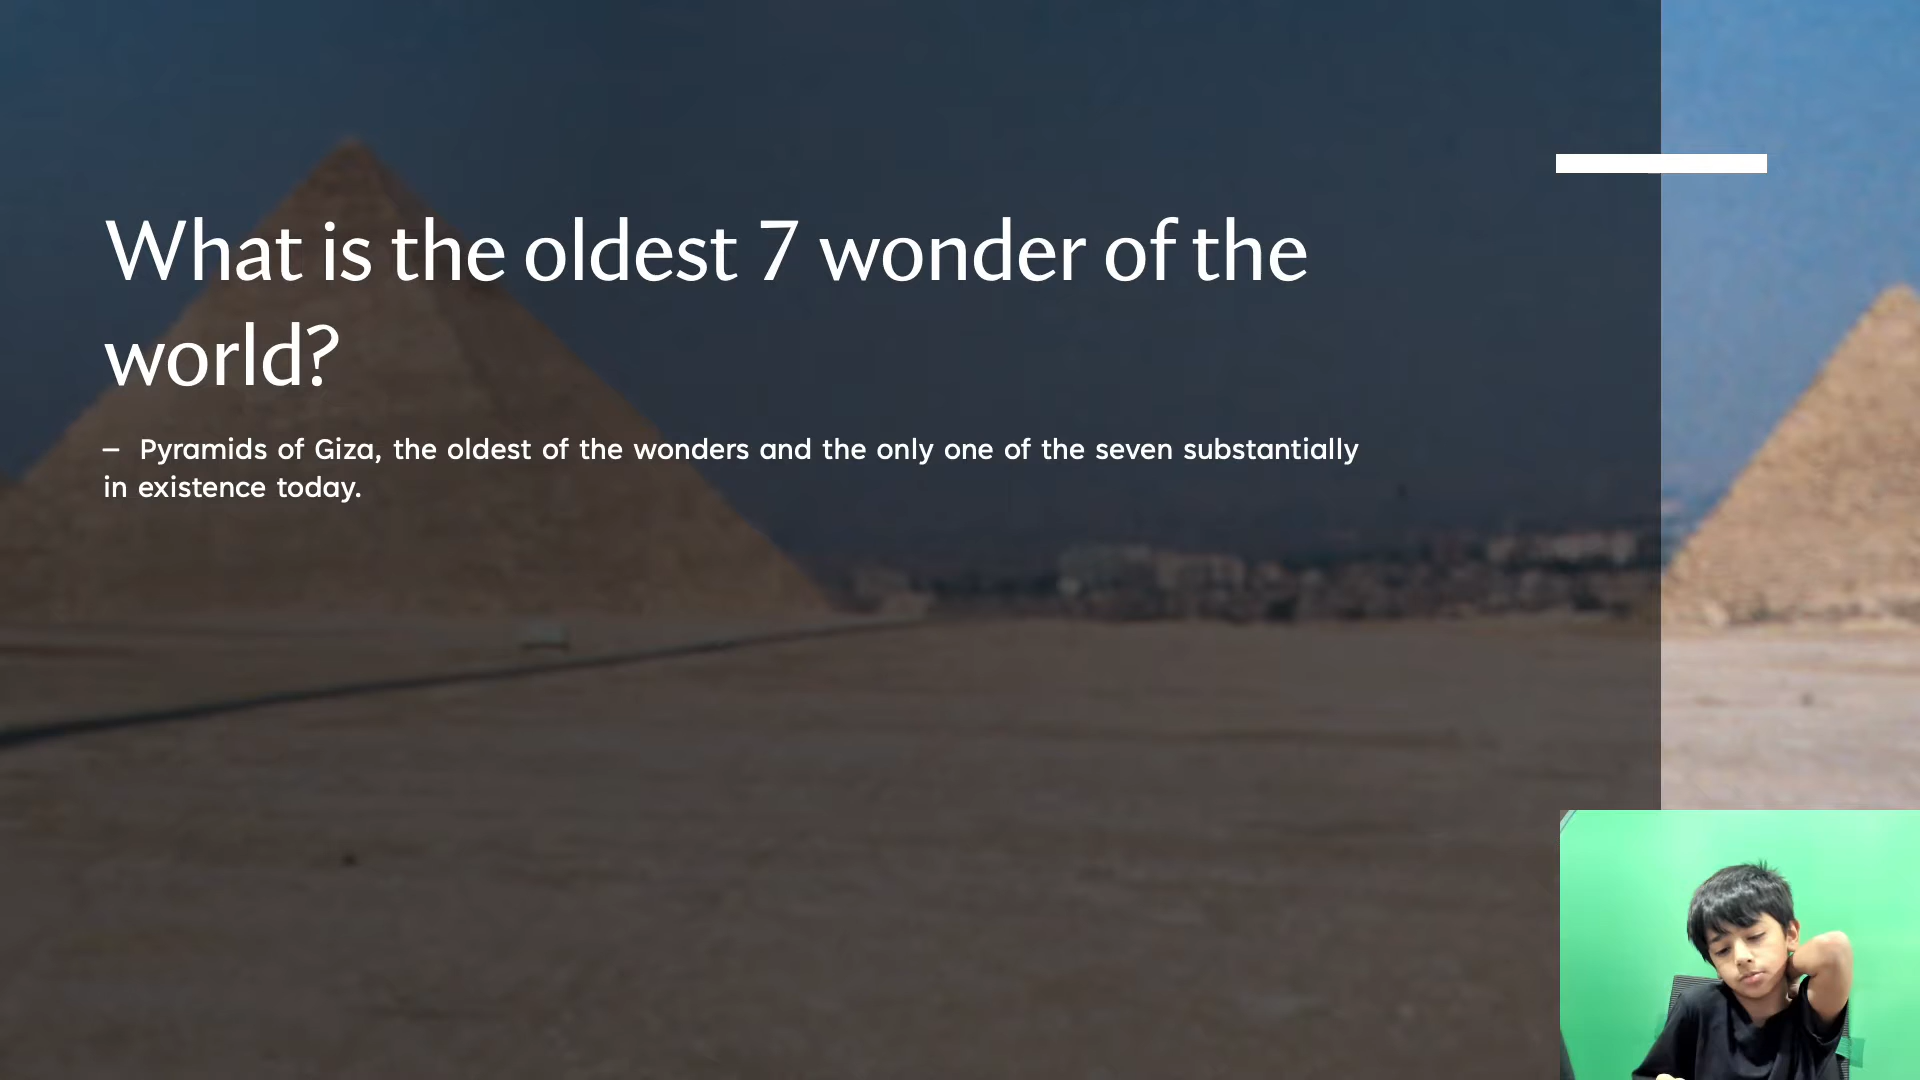 What is the oldest 7 wonder of the
world?
– Pyramids of Giza, the oldest of the wonders and the only one of the seven substantially
in existence today.